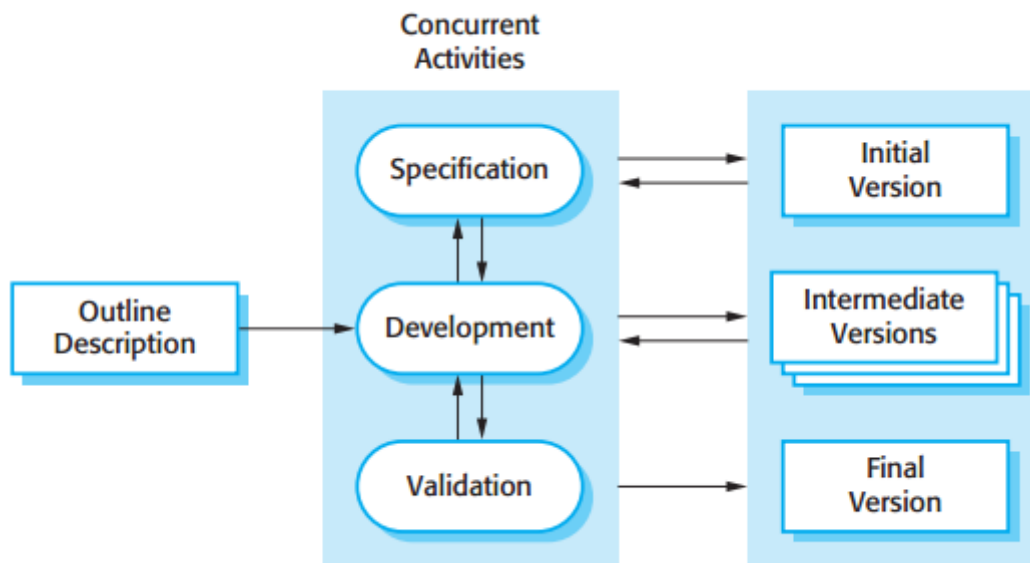 Concurrent
Activities
Specification
Initial
Version
Outline
Description
Development
Intermediate
Versions
Validation
Final
Version